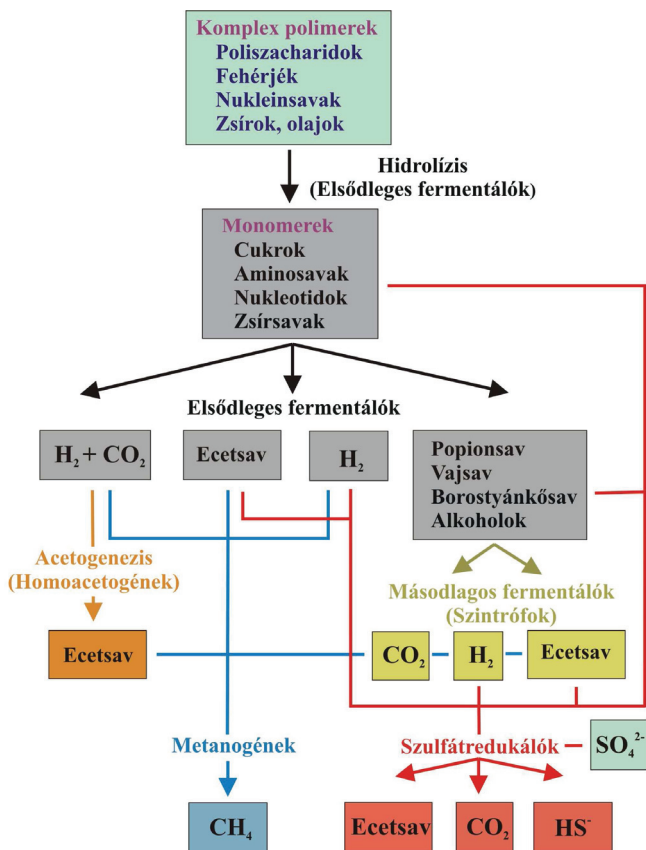 Komplex polimerek
Poliszacharidok
Fehérjék
Nukleinsavak
Zsírok, olajok
Hidrolízis
(Elsődleges fermentálók)
Monomerek
Cukrok
Aminosavak
Nukleotidok
Zsírsavak
Elsődleges fermentálók
H₂ + CO₂
Ecetsav
H₂
Popionsav
Vajsav
Borostyánkősav
Alkoholok
Acetogenezis
(Homoacetogének)
Másodlagos fermentálók
(Szintrófok)
Ecetsav
CO₂
H₂
Ecetsav
Metanogének
Szulfátredukálók
SO₄²⁻
CH₄
Ecetsav
CO₂
HS⁻